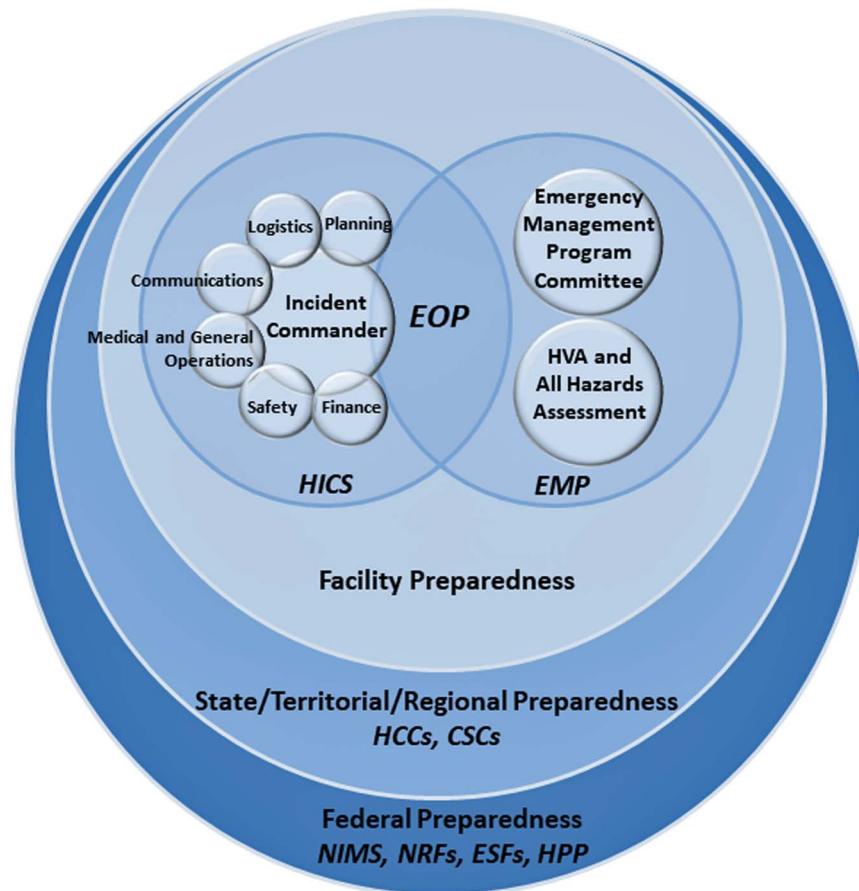 Logistics
Planning
Communications
Incident
Commander
Medical and General
Operations
Safety
Finance
EOP
HICS
Emergency
Management
Program
Committee
HVA and
All Hazards
Assessment
EMP
Facility Preparedness
State/Territorial/Regional Preparedness
HCCs, CSCs
Federal Preparedness
NIMS, NRFs, ESFs, HPP